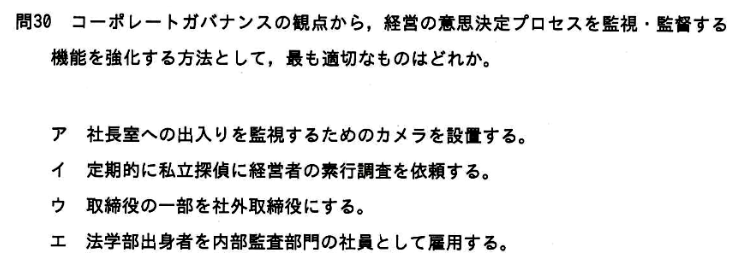 問30 コーポレートガバナンスの観点から，経営の意思決定プロセスを監視・監督する
機能を強化する方法として，最も適切なものはどれか。
ア 社長室への出入りを監視するためのカメラを設置する。
イ 定期的に私立探偵に経営者の素行調査を依頼する。
ウ 取締役の一部を社外取締役にする。
エ 法学部出身者を内部監査部門の社員として雇用する。